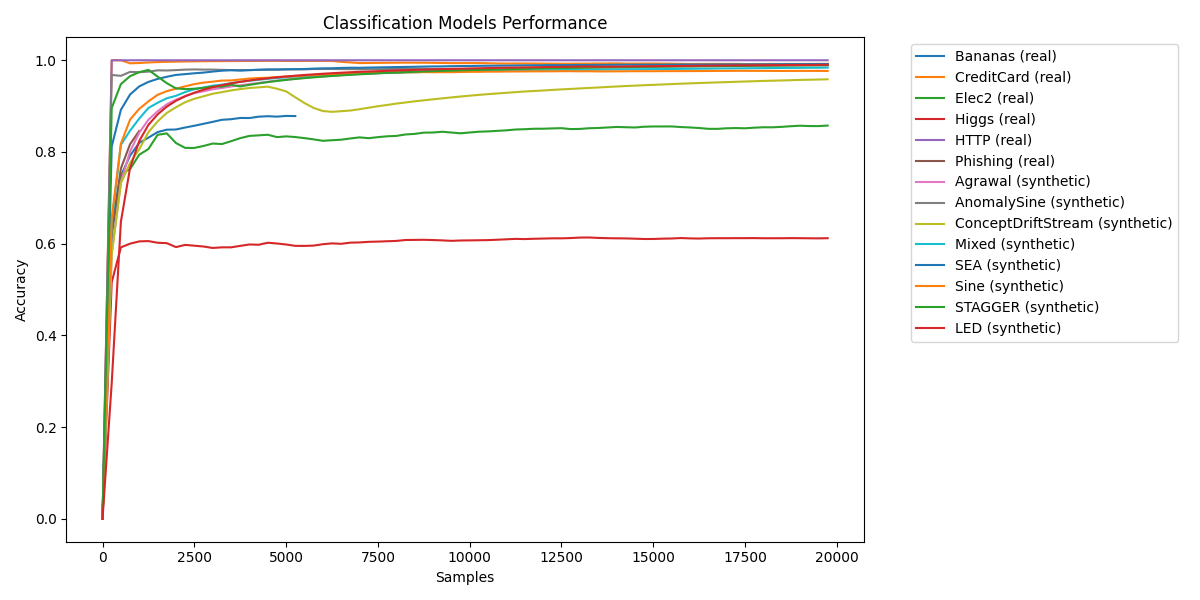 Classification Models Performance
1.0
0.8
0.6
0.4
0.2
0.0
Accuracy
0 2500 5000 7500 10000 12500 15000 17500 20000
Samples
Bananas (real)
CreditCard (real)
Elec2 (real)
Higgs (real)
HTTP (real)
Phishing (real)
Agrawal (synthetic)
AnomalySine (synthetic)
ConceptDriftStream (synthetic)
Mixed (synthetic)
SEA (synthetic)
Sine (synthetic)
STAGGER (synthetic)
LED (synthetic)